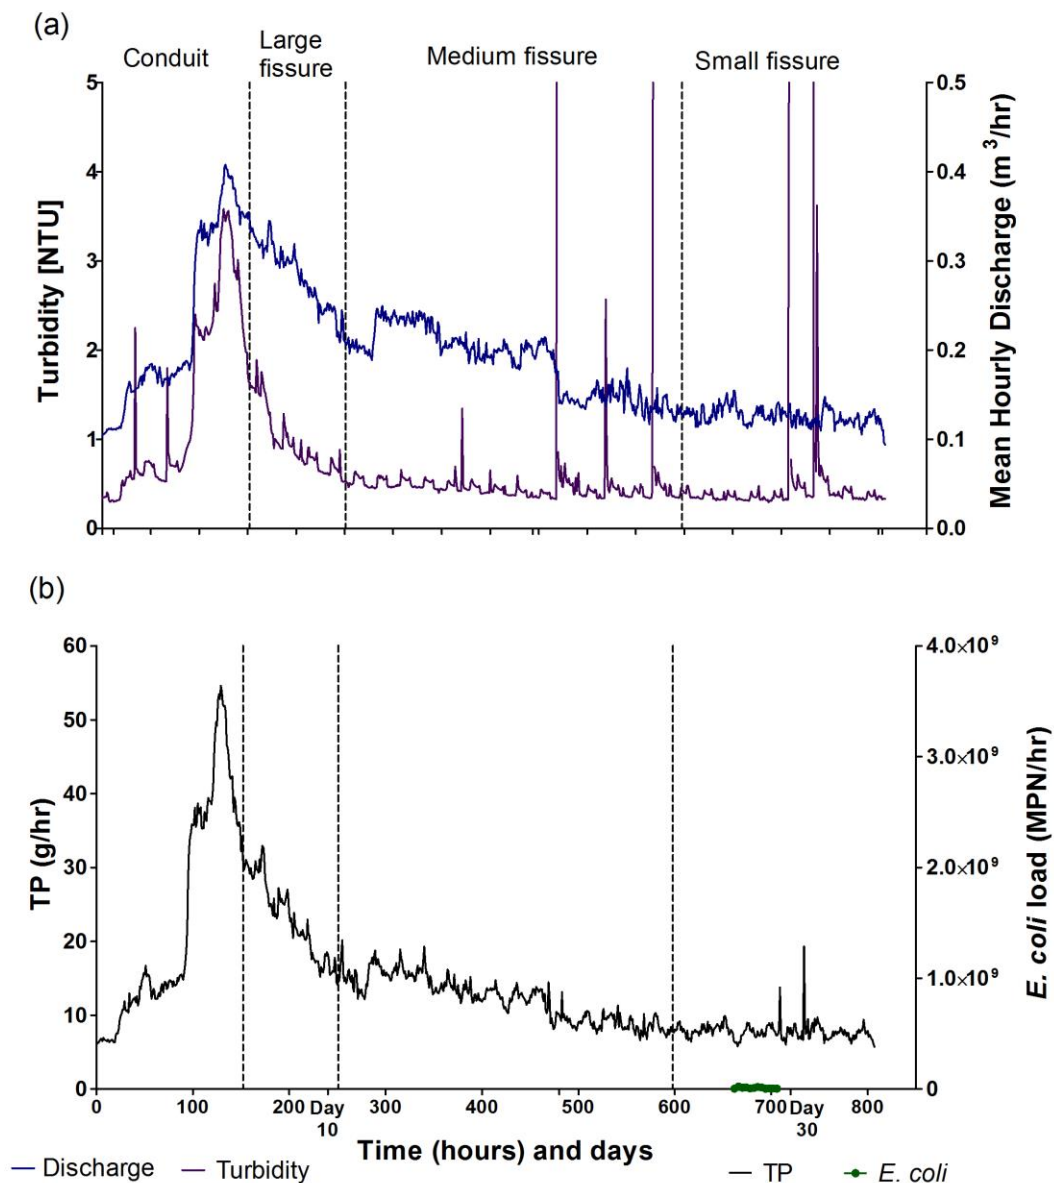 (a)
Conduit
Large
fissure
Medium fissure
Small fissure
5
4
3
2
1
0
Turbidity [NTU]
0.5
0.4
0.3
0.2
0.1
0.0
Mean Hourly Discharge (m³/hr)
(b)
60
50
40
30
20
10
0
TP (g/hr)
4.0×10⁹
3.0×10⁹
2.0×10⁹
1.0×10⁹
0
E. coli load (MPN/hr)
0 100 200 Day 300 400 500 600 700 Day 800
10 30
Time (hours) and days
Discharge Turbidity TP E. coli